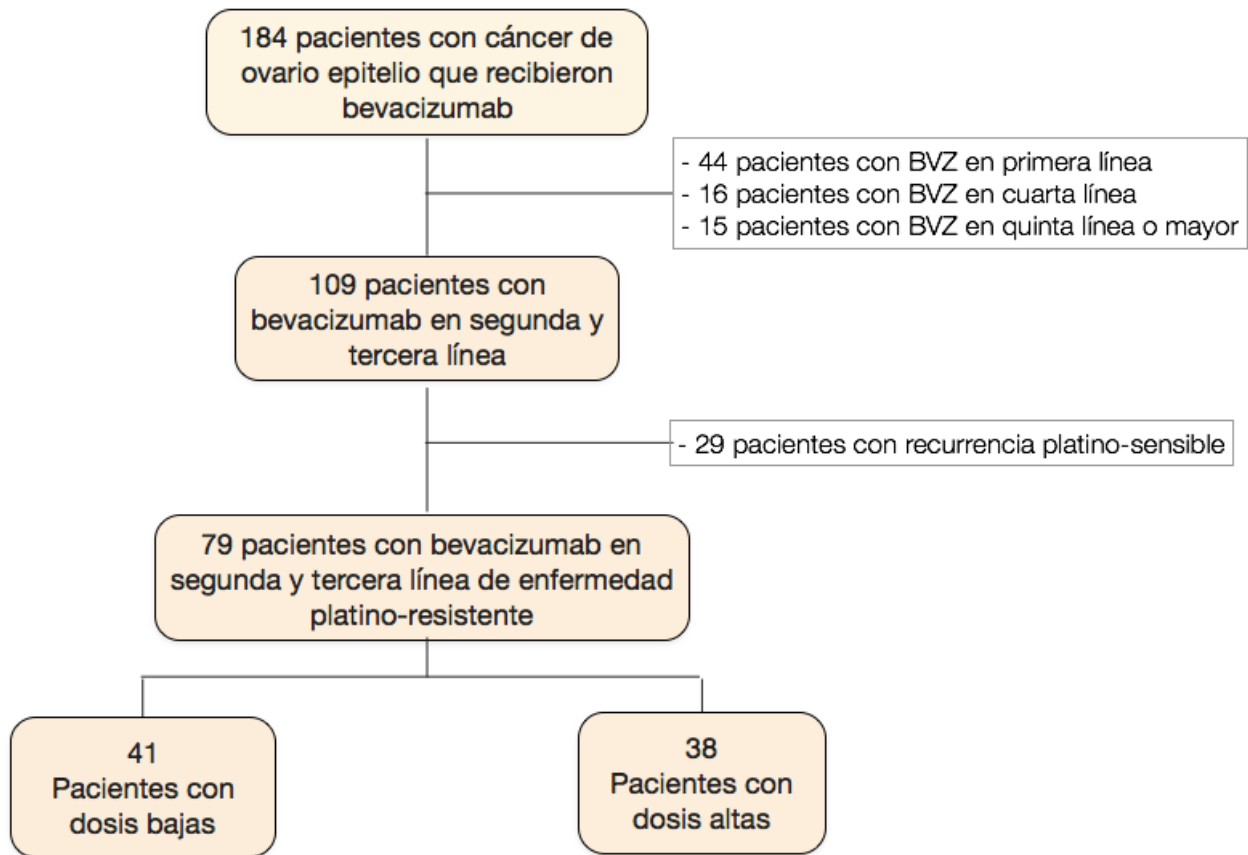 184 pacientes con cáncer de
ovario epitelio que recibieron
bevacizumab
- 44 pacientes con BVZ en primera línea
- 16 pacientes con BVZ en cuarta línea
- 15 pacientes con BVZ en quinta línea o mayor
109 pacientes con
bevacizumab en segunda y
tercera línea
- 29 pacientes con recurrencia platino-sensible
79 pacientes con bevacizumab en
segunda y tercera línea de enfermedad
platino-resistente
41
Pacientes con
dosis bajas
38
Pacientes con
dosis altas